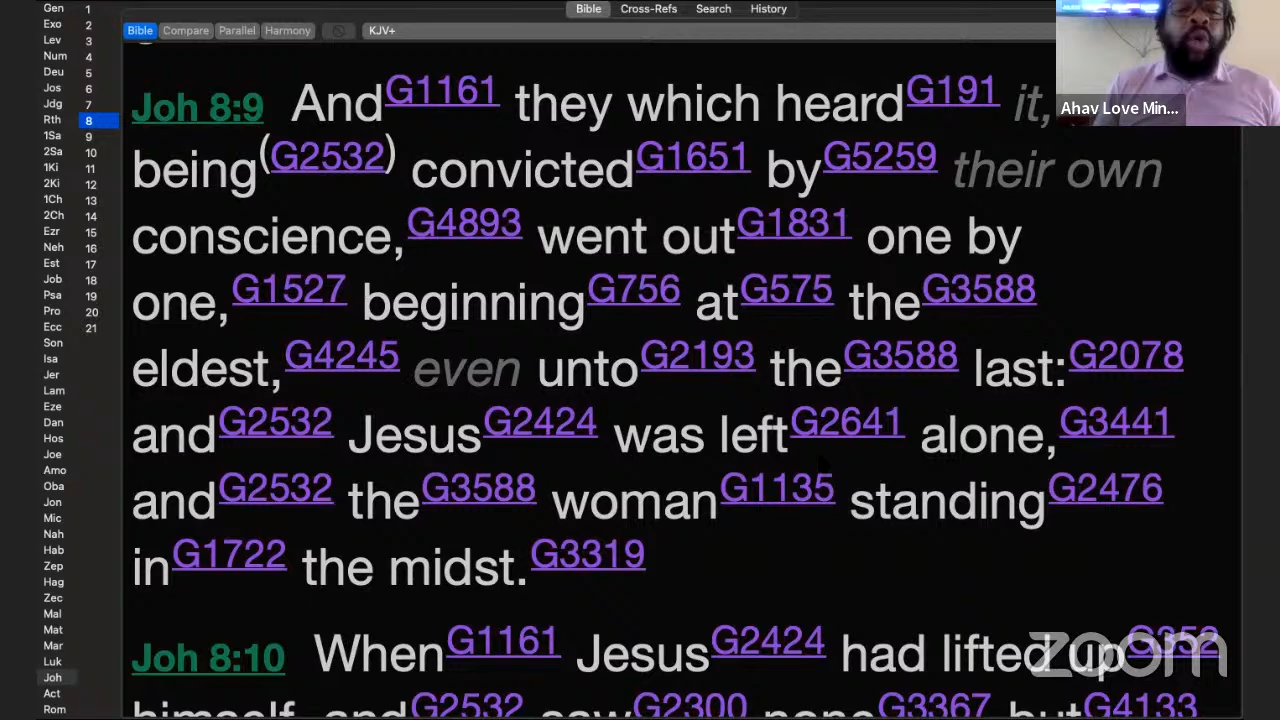 Bible Cross-Refs Search History
Bible Compare Parallel Harmony KJV+
Gen
Exo
Lev
Num
Deu
Jos
Jdg
Rth
1Sa
2Sa
1Ki
2Ki
1Ch
2Ch
Ezr
Neh
Est
Job
Psa
Pro
Ecc
Son
Isa
Jer
Lam
Eze
Dan
Hos
Joe
Amo
Oba
Jon
Mic
Nah
Hab
Zep
Hag
Zec
Mal
Mat
Mar
Luk
Joh
Act
Rom
1
2
3
4
5
6
7
8
9
10
11
12
13
14
15
16
17
18
19
20
21
Joh 8:9 AndG1161 they which heardG191 it,
being(G2532) convictedG1651 byG5259 their own
conscience,G4893 went outG1831 one by
one,G1527 beginningG756 atG575 theG3588
eldest,G4245 even untoG2193 theG3588 last:G2078
andG2532 JesusG2424 was leftG2641 alone,G3441
andG2532 theG3588 womanG1135 standingG2476
inG1722 the midst.G3319
Joh 8:10 WhenG1161 JesusG2424 had lifted upG352
himself, andG2532 sawG2300 noneG3367 butG4133
Ahav Love Min...
zoom